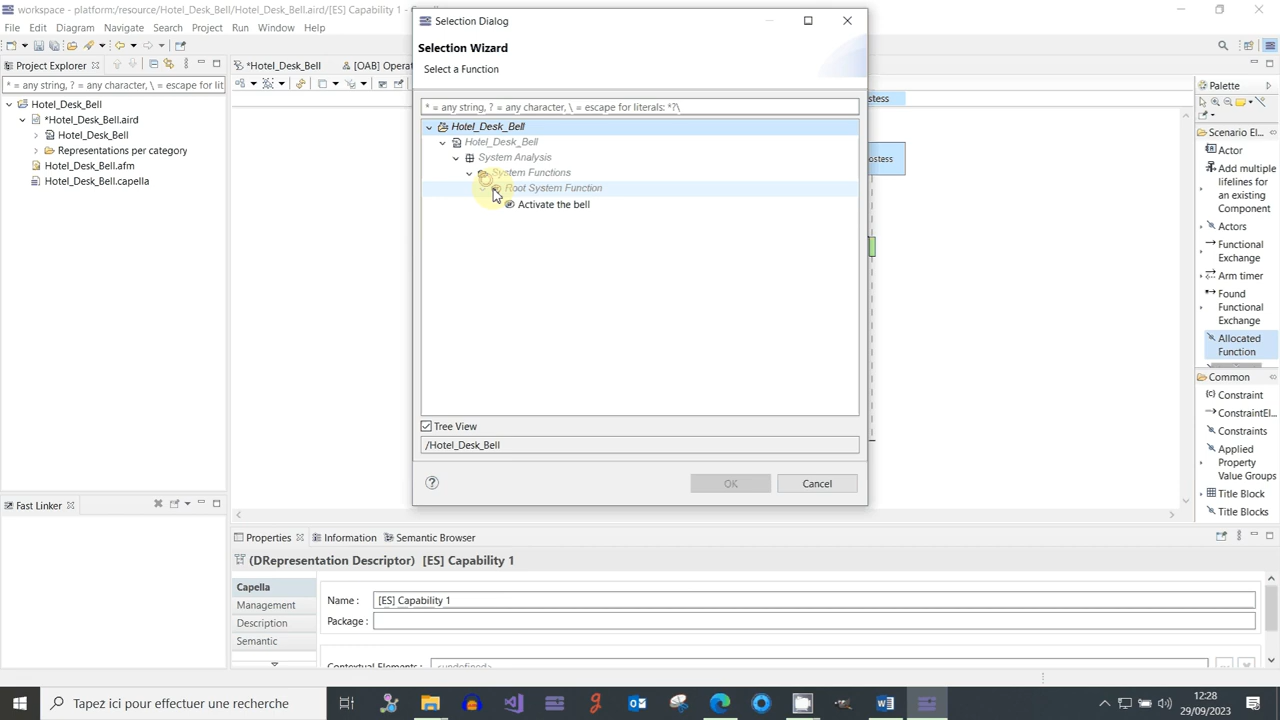 workspace - platform:/resource/Hotel_Desk_Bell/Hotel_Desk_Bell.aird/[ES] Capability 1 -
File Edit Diagram Navigate Search Project Run Window Help
Project Explorer
* = any string, ? = any character, \ = escape for lit
Hotel_Desk_Bell
*Hotel_Desk_Bell.aird
Hotel_Desk_Bell
Representations per category
Hotel_Desk_Bell.afm
Hotel_Desk_Bell.capella
Fast Linker
*Hotel_Desk_Bell
[OAB] Operat
Selection Dialog
Selection Wizard
Select a Function
* = any string, ? = any character, \ = escape for literals: *?\
Hotel_Desk_Bell
Hotel_Desk_Bell
System Analysis
System Functions
Root System Function
Activate the bell
Tree View
/Hotel_Desk_Bell
OK Cancel
stess
ostess
Palette
Scenario El...
Actor
Add multiple
lifelines for
an existing
Component
Actors
Functional
Exchange
Arm timer
Found
Functional
Exchange
Allocated
Function
Common
Constraint
ConstraintEl...
Constraints
Applied
Property
Value Groups
Title Block
Title Blocks
Properties Information Semantic Browser
(DRepresentation Descriptor) [ES] Capability 1
Capella
Management
Description
Semantic
Name : [ES] Capability 1
Package :
Contextual Elements : <undefined>
Tapez ici pour effectuer une recherche
12:28
29/09/2023